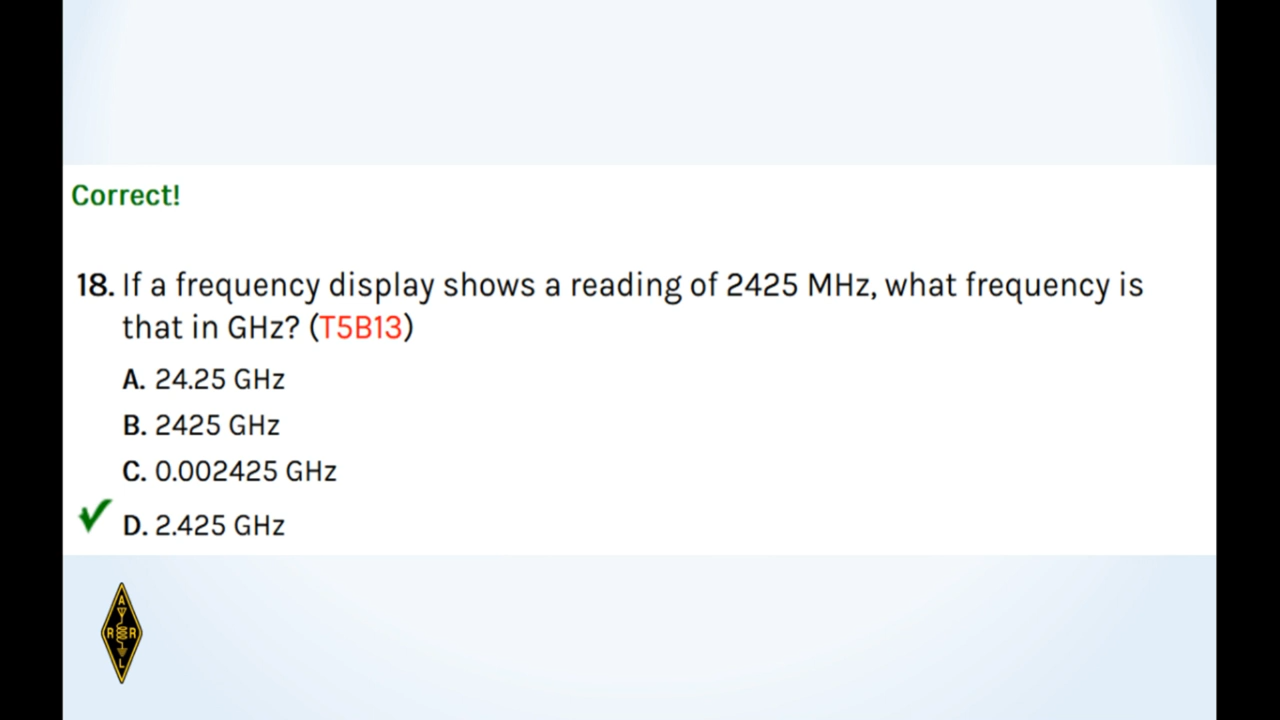 Correct!
18. If a frequency display shows a reading of 2425 MHz, what frequency is
that in GHz? (T5B13)
A. 24.25 GHz
B. 2425 GHz
C. 0.002425 GHz
D. 2.425 GHz
A
R R
L